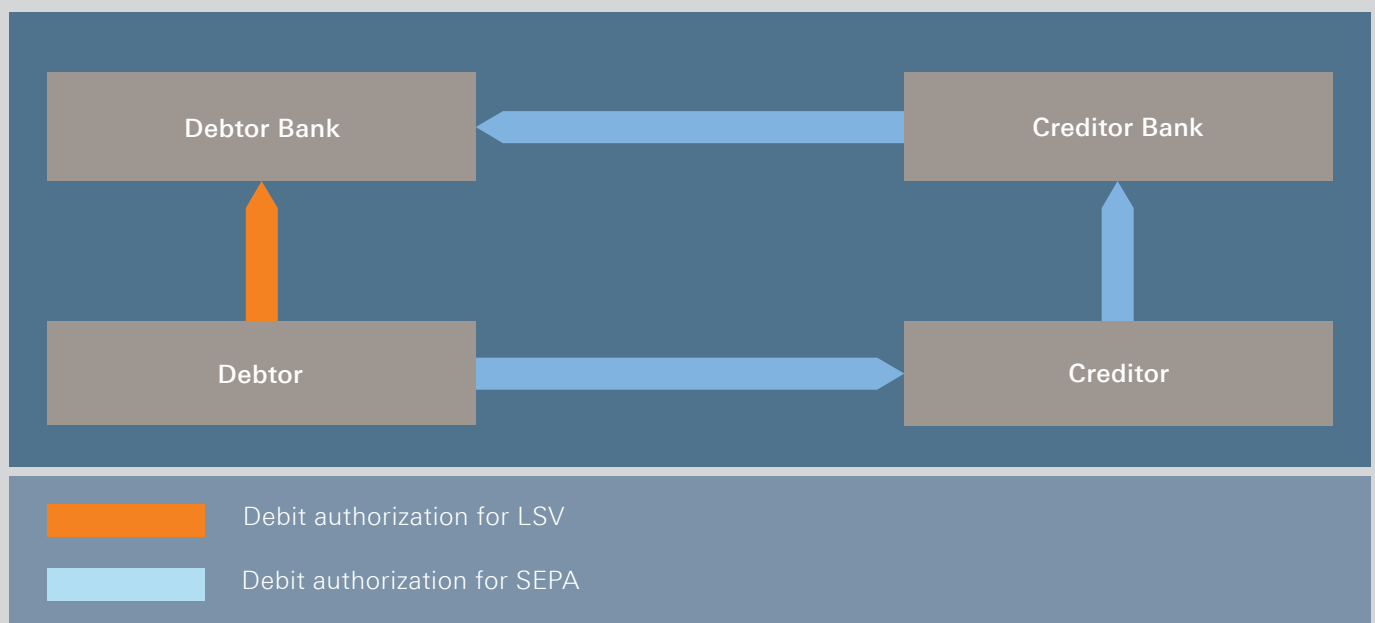 Debtor Bank
Creditor Bank
Debtor
Creditor
Debit authorization for LSV
Debit authorization for SEPA